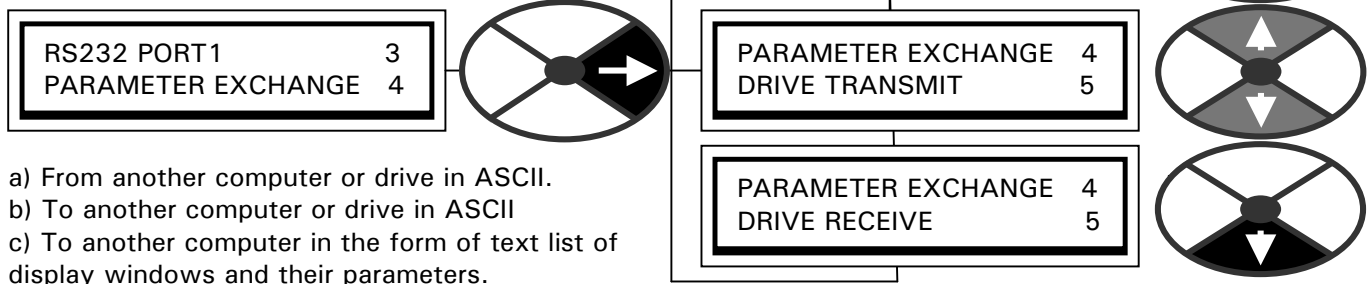 RS232 PORT1 3
PARAMETER EXCHANGE 4
PARAMETER EXCHANGE 4
DRIVE TRANSMIT 5
PARAMETER EXCHANGE 4
DRIVE RECEIVE 5
a) From another computer or drive in ASCII.
b) To another computer or drive in ASCII
c) To another computer in the form of text list of
display windows and their parameters.